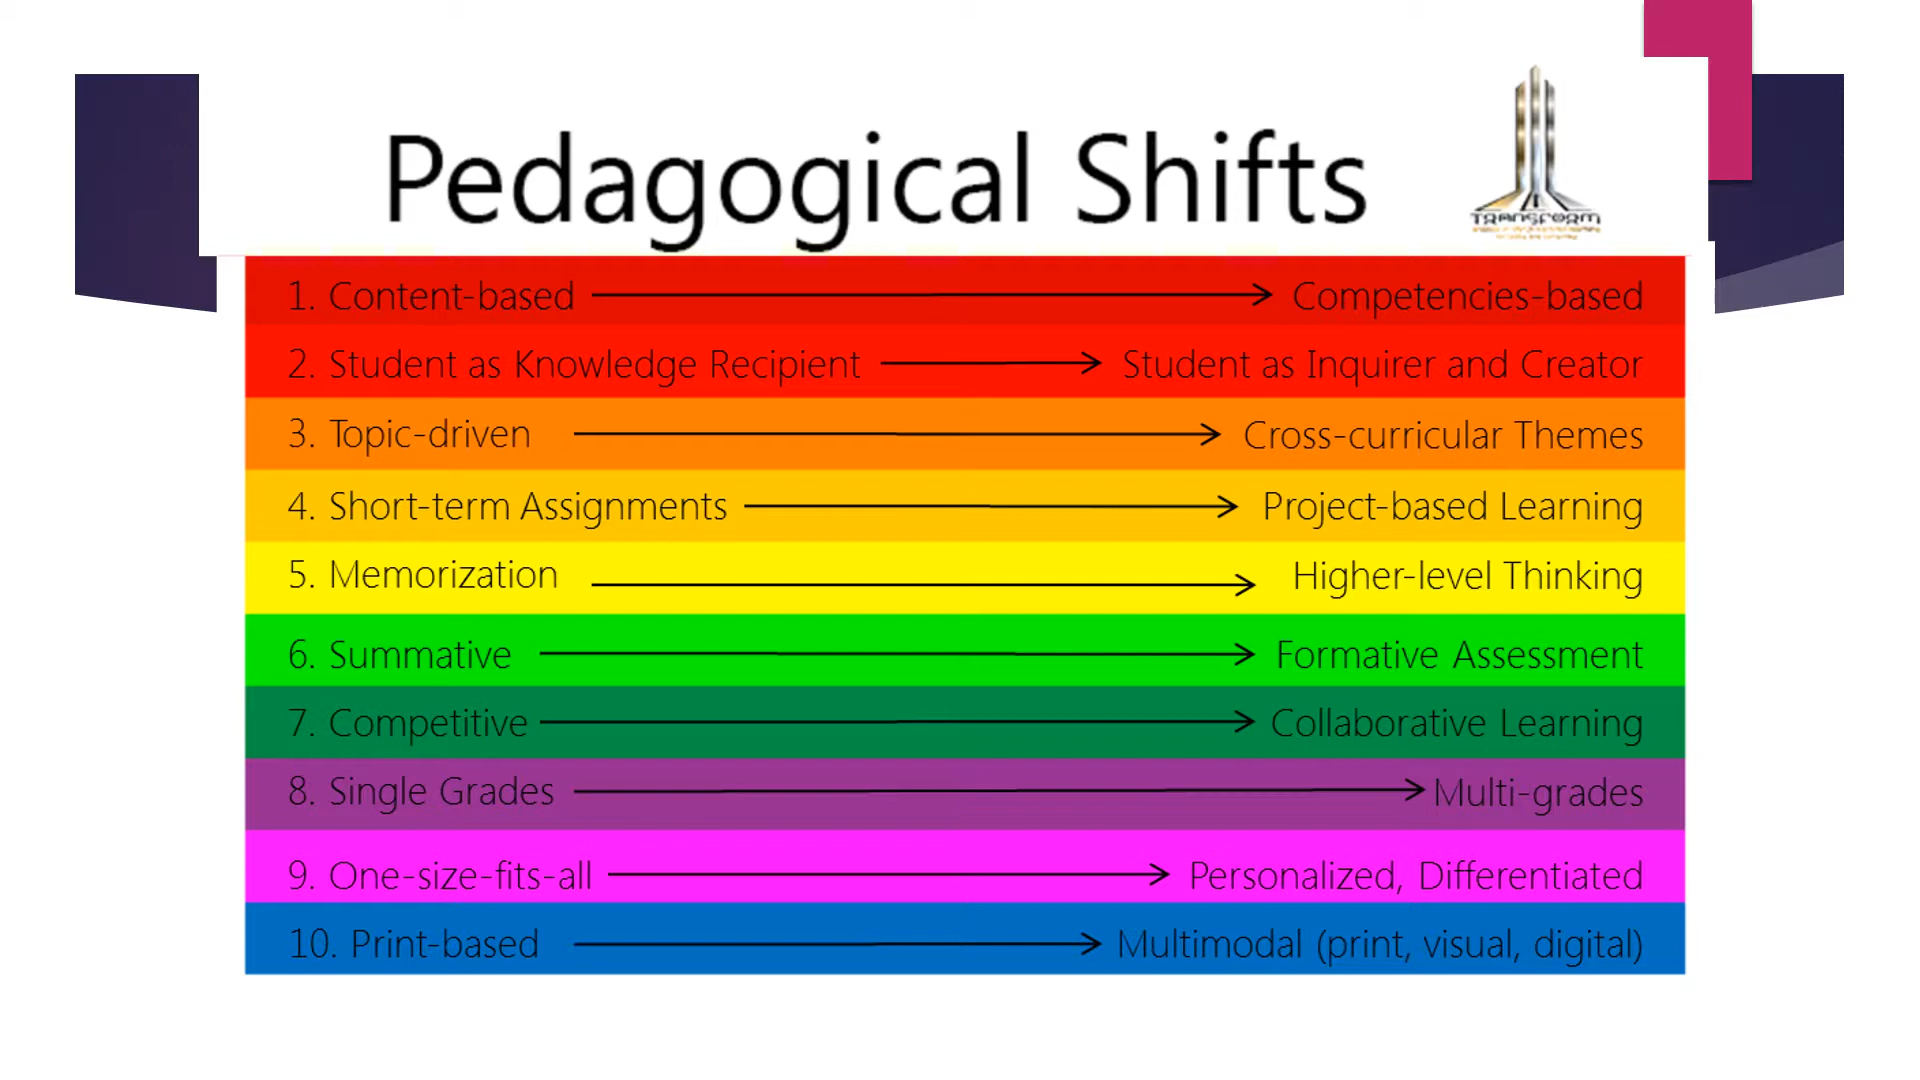 Pedagogical Shifts
TRANSFORM
1. Content-based Competencies-based
2. Student as Knowledge Recipient Student as Inquirer and Creator
3. Topic-driven Cross-curricular Themes
4. Short-term Assignments Project-based Learning
5. Memorization Higher-level Thinking
6. Summative Formative Assessment
7. Competitive Collaborative Learning
8. Single Grades Multi-grades
9. One-size-fits-all Personalized, Differentiated
10. Print-based Multimodal (print, visual, digital)